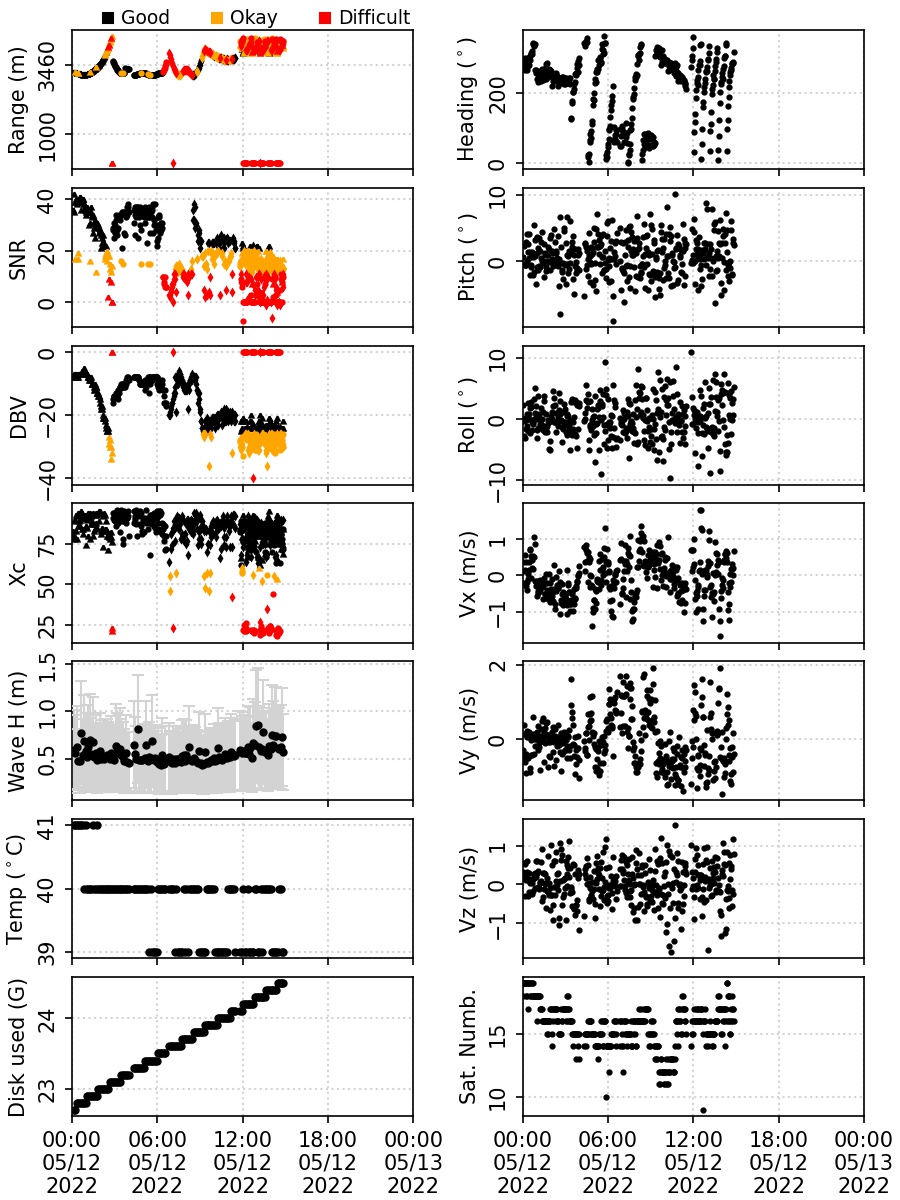 Good Okay Difficult
Range (m)
3460
1000
Heading (°)
200
0
SNR
40
20
0
Pitch (°)
10
0
DBV
0
−20
−40
Roll (°)
10
0
−10
Xc
75
50
25
Vx (m/s)
1
0
−1
Wave H (m)
1.5
1.0
0.5
Vy (m/s)
2
0
Temp (°C)
41
40
39
Vz (m/s)
1
0
−1
Disk used (G)
24
23
Sat. Numb.
15
10
00:00 06:00 12:00 18:00 00:00
05/12 05/12 05/12 05/12 05/13
2022 2022 2022 2022 2022
00:00 06:00 12:00 18:00 00:00
05/12 05/12 05/12 05/12 05/13
2022 2022 2022 2022 2022